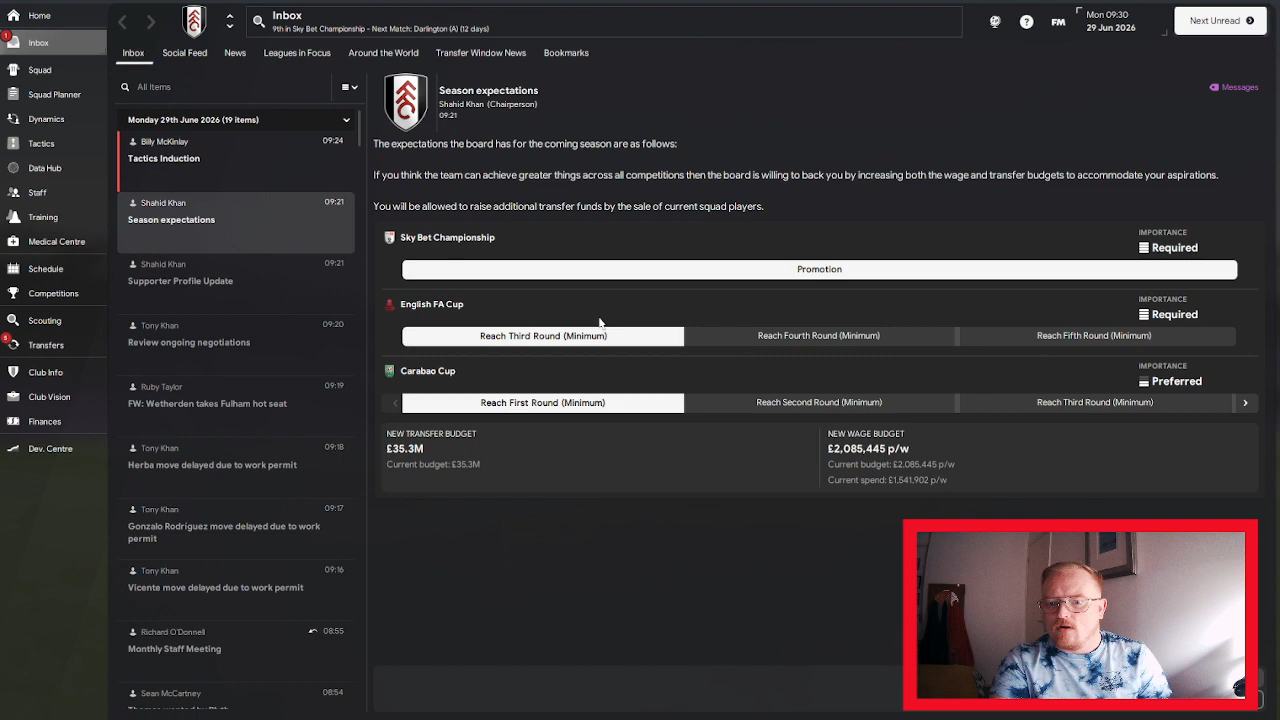 Home
1
Inbox
Squad
Squad Planner
Dynamics
Tactics
Data Hub
Staff
Training
Medical Centre
Schedule
Competitions
Scouting
5
Transfers
Club Info
Club Vision
Finances
Dev. Centre
Inbox
9th in Sky Bet Championship - Next Match: Darlington (A) (12 days)
FM
Mon 09:30
29 Jun 2026
Next Unread
Inbox
Social Feed
News
Leagues in Focus
Around the World
Transfer Window News
Bookmarks
All Items
Monday 29th June 2026 (19 items)
Billy McKinlay 09:24
Tactics Induction
Shahid Khan 09:21
Season expectations
Shahid Khan 09:21
Supporter Profile Update
Tony Khan 09:20
Review ongoing negotiations
Ruby Taylor 09:19
FW: Wetherden takes Fulham hot seat
Tony Khan 09:18
Herba move delayed due to work permit
Tony Khan 09:17
Gonzalo Rodríguez move delayed due to work
permit
Tony Khan 09:16
Vicente move delayed due to work permit
Richard O'Donnell 08:55
Monthly Staff Meeting
Sean McCartney 08:54
Season expectations
Shahid Khan (Chairperson)
09:21
Messages
The expectations the board has for the coming season are as follows:
If you think the team can achieve greater things across all competitions then the board is willing to back you by increasing both the wage and transfer budgets to accommodate your aspirations.
You will be allowed to raise additional transfer funds by the sale of current squad players.
Sky Bet Championship
IMPORTANCE
Required
Promotion
English FA Cup
IMPORTANCE
Required
Reach Third Round (Minimum)
Reach Fourth Round (Minimum)
Reach Fifth Round (Minimum)
Carabao Cup
IMPORTANCE
Preferred
Reach First Round (Minimum)
Reach Second Round (Minimum)
Reach Third Round (Minimum)
NEW TRANSFER BUDGET
£35.3M
Current budget: £35.3M
NEW WAGE BUDGET
£2,085,445 p/w
Current budget: £2,085,445 p/w
Current spend: £1,541,902 p/w